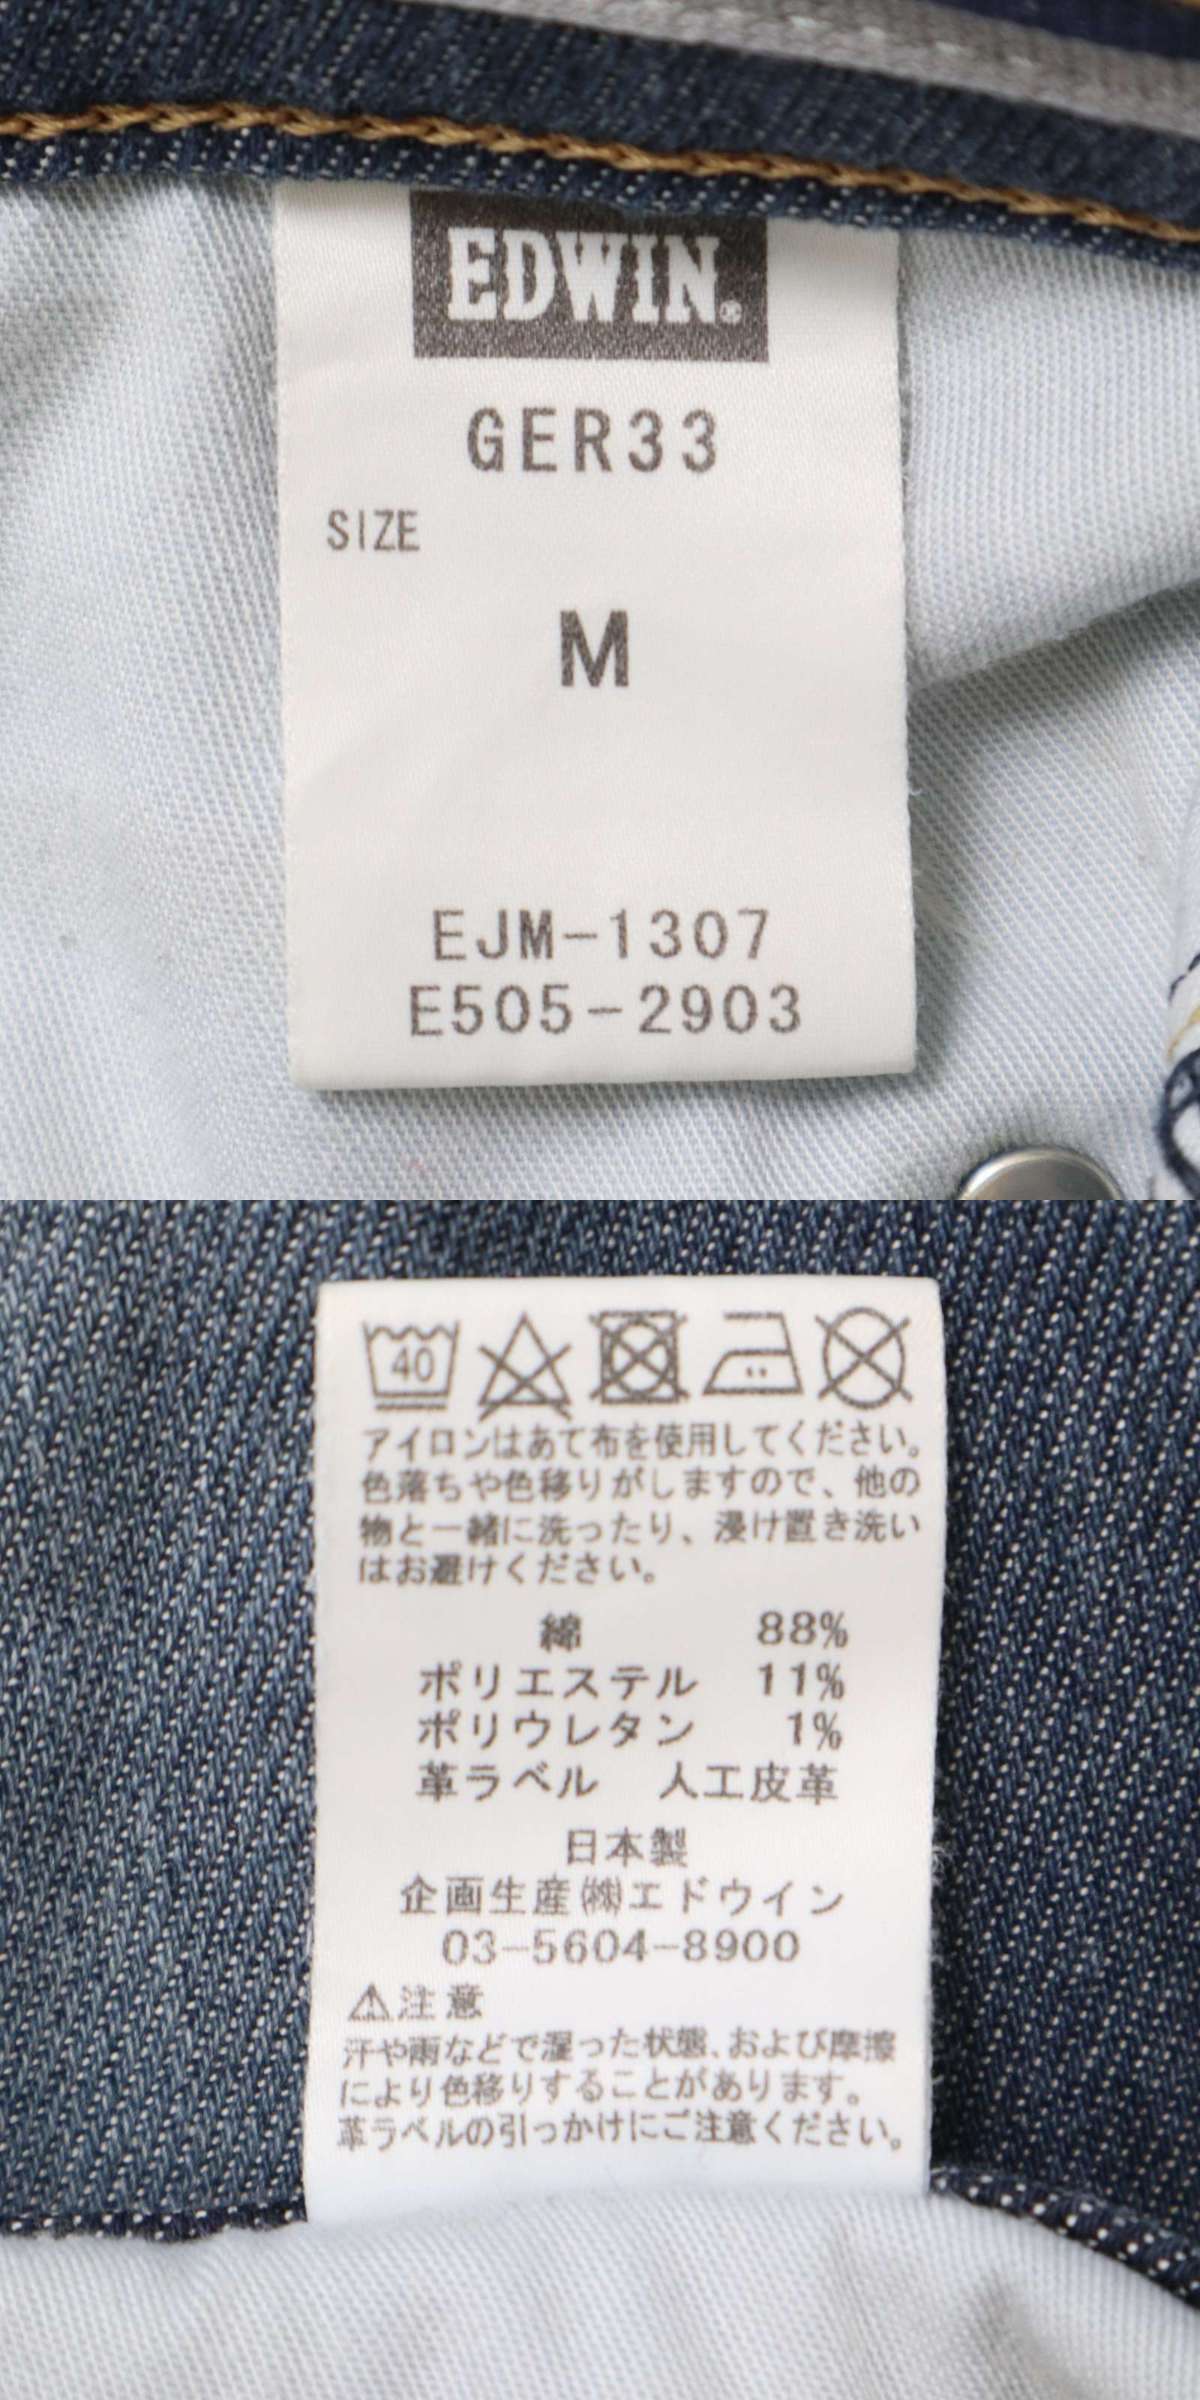 EDWIN®
GER33
SIZE
M
EJM-1307
E505-2903
40
アイロンはあて布を使用してください。
色落ちや色移りがしますので、他の
物と一緒に洗ったり、浸け置き洗い
はお避けください。
綿 88%
ポリエステル 11%
ポリウレタン 1%
革ラベル 人工皮革
日本製
企画生産㈱エドウイン
03-5604-8900
⚠注意
汗や雨などで湿った状態、および摩擦
により色移りすることがあります。
革ラベルの引っかけにご注意ください。